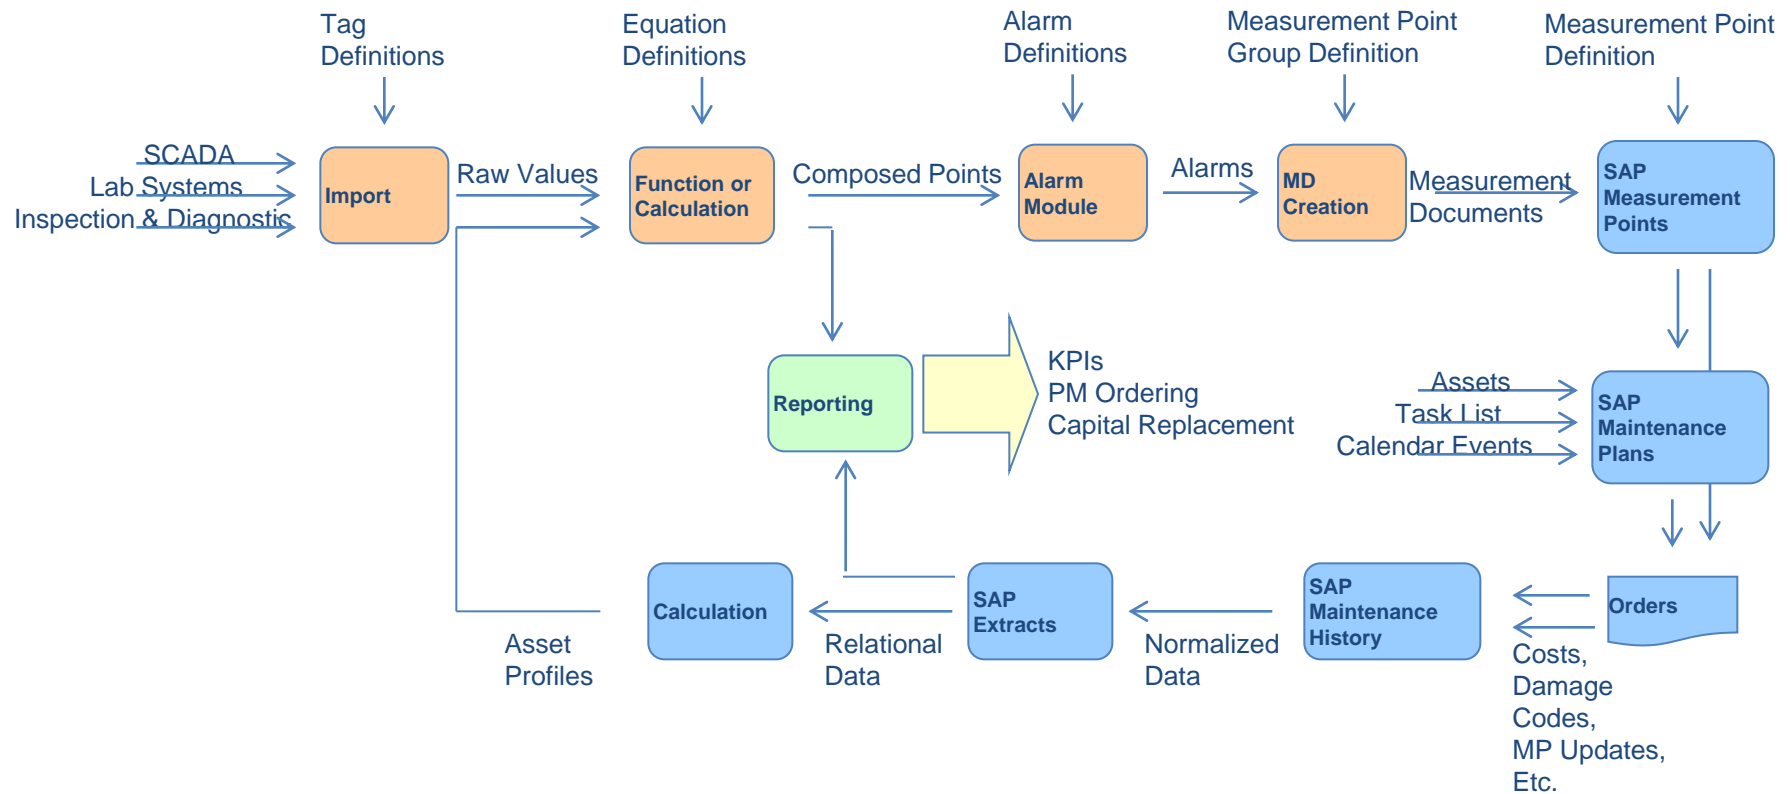 Tag
Definitions
Equation
Definitions
Alarm
Definitions
Measurement Point
Group Definition
Measurement Point
Definition
SCADA
Lab Systems
Inspection & Diagnostic
Import
Raw Values
Function or
Calculation
Composed Points
Alarm
Module
Alarms
MD
Creation
Measurement
Documents
SAP
Measurement
Points
Reporting
KPIs
PM Ordering
Capital Replacement
Assets
Task List
Calendar Events
SAP
Maintenance
Plans
Asset
Profiles
Calculation
Relational
Data
SAP
Extracts
Normalized
Data
SAP
Maintenance
History
Orders
Costs,
Damage
Codes,
MP Updates,
Etc.